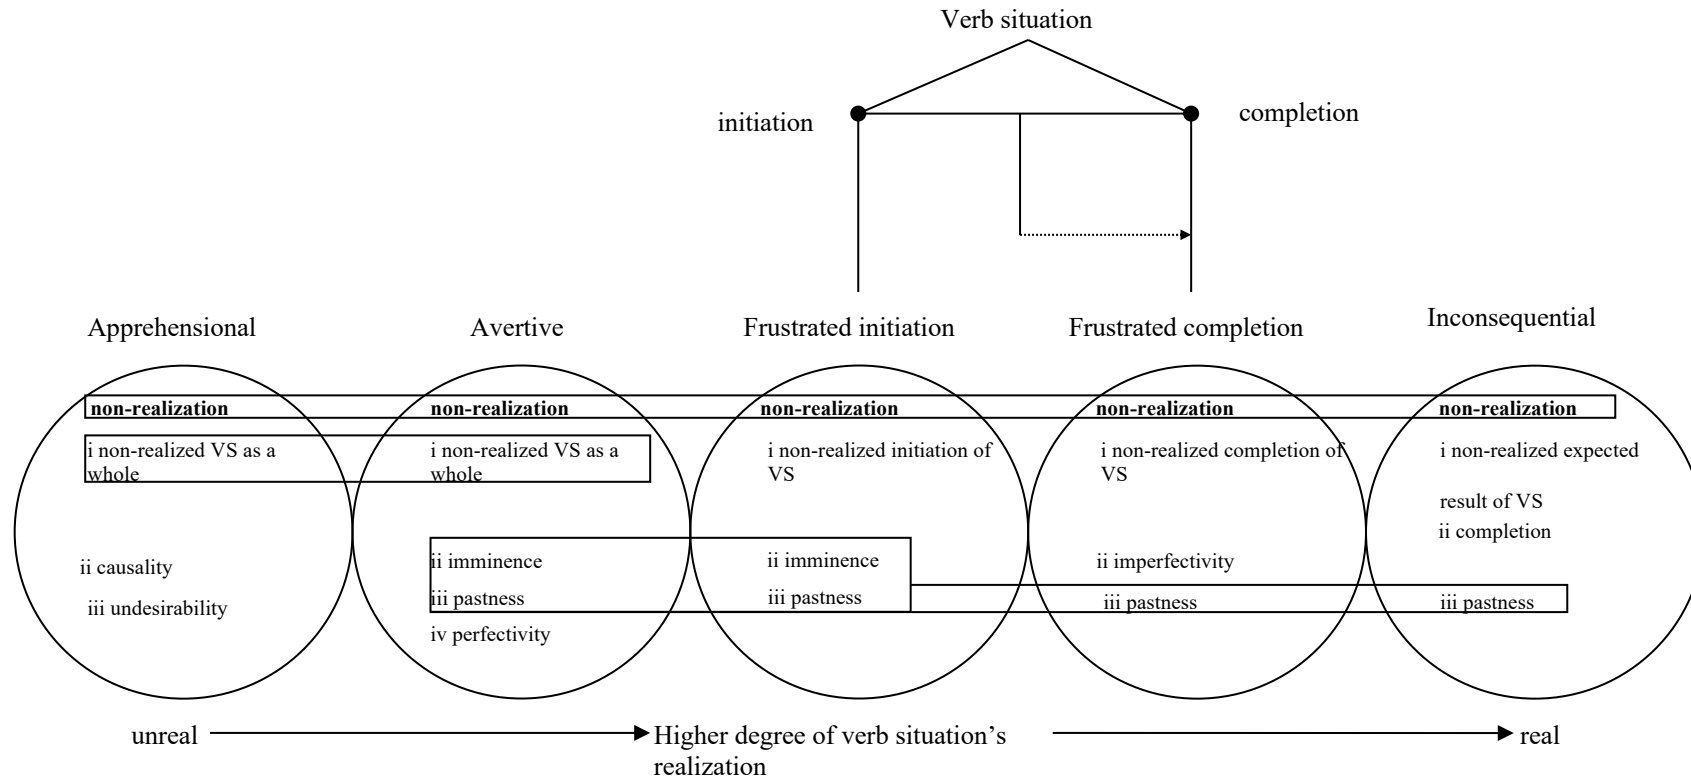 Verb situation
initiation
completion
Apprehensional
Avertive
Frustrated initiation
Frustrated completion
Inconsequential
non-realization
i non-realized VS as a
whole
ii causality
iii undesirability
non-realization
i non-realized VS as a
whole
ii imminence
iii pastness
iv perfectivity
non-realization
i non-realized initiation of
VS
ii imminence
iii pastness
non-realization
i non-realized completion of
VS
ii imperfectivity
iii pastness
non-realization
i non-realized expected
result of VS
ii completion
iii pastness
unreal
Higher degree of verb situation’s
realization
real